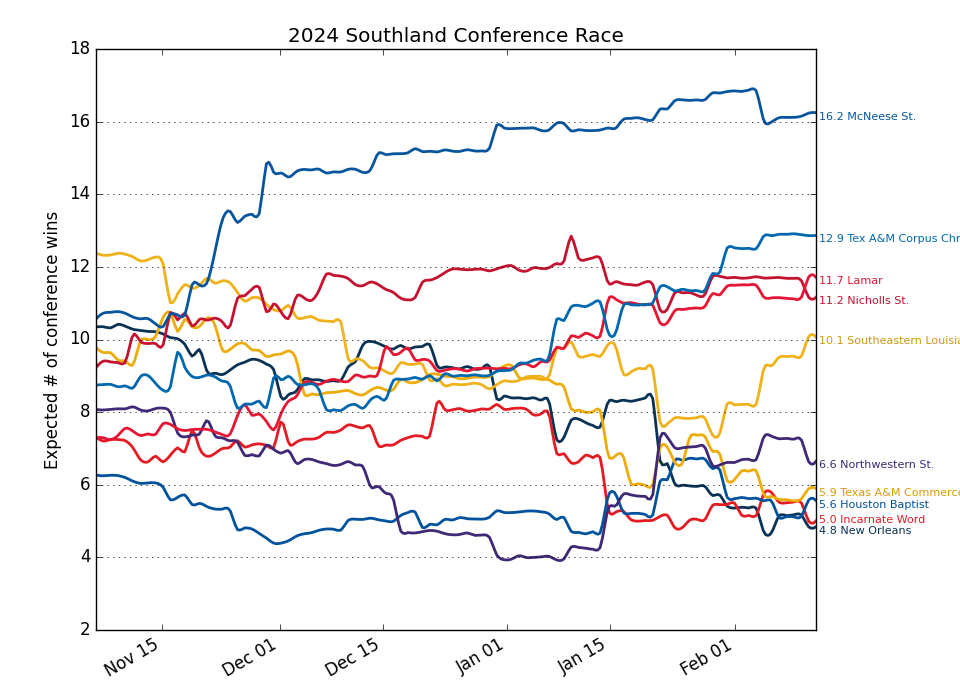 2024 Southland Conference Race
Expected # of conference wins
18
16
14
12
10
8
6
4
2
Nov 15
Dec 01
Dec 15
Jan 01
Jan 15
Feb 01
16.2 McNeese St.
12.9 Tex A&M Corpus Chr
11.7 Lamar
11.2 Nicholls St.
10.1 Southeastern Louisia
6.6 Northwestern St.
5.9 Texas A&M Commerce
5.6 Houston Baptist
5.0 Incarnate Word
4.8 New Orleans